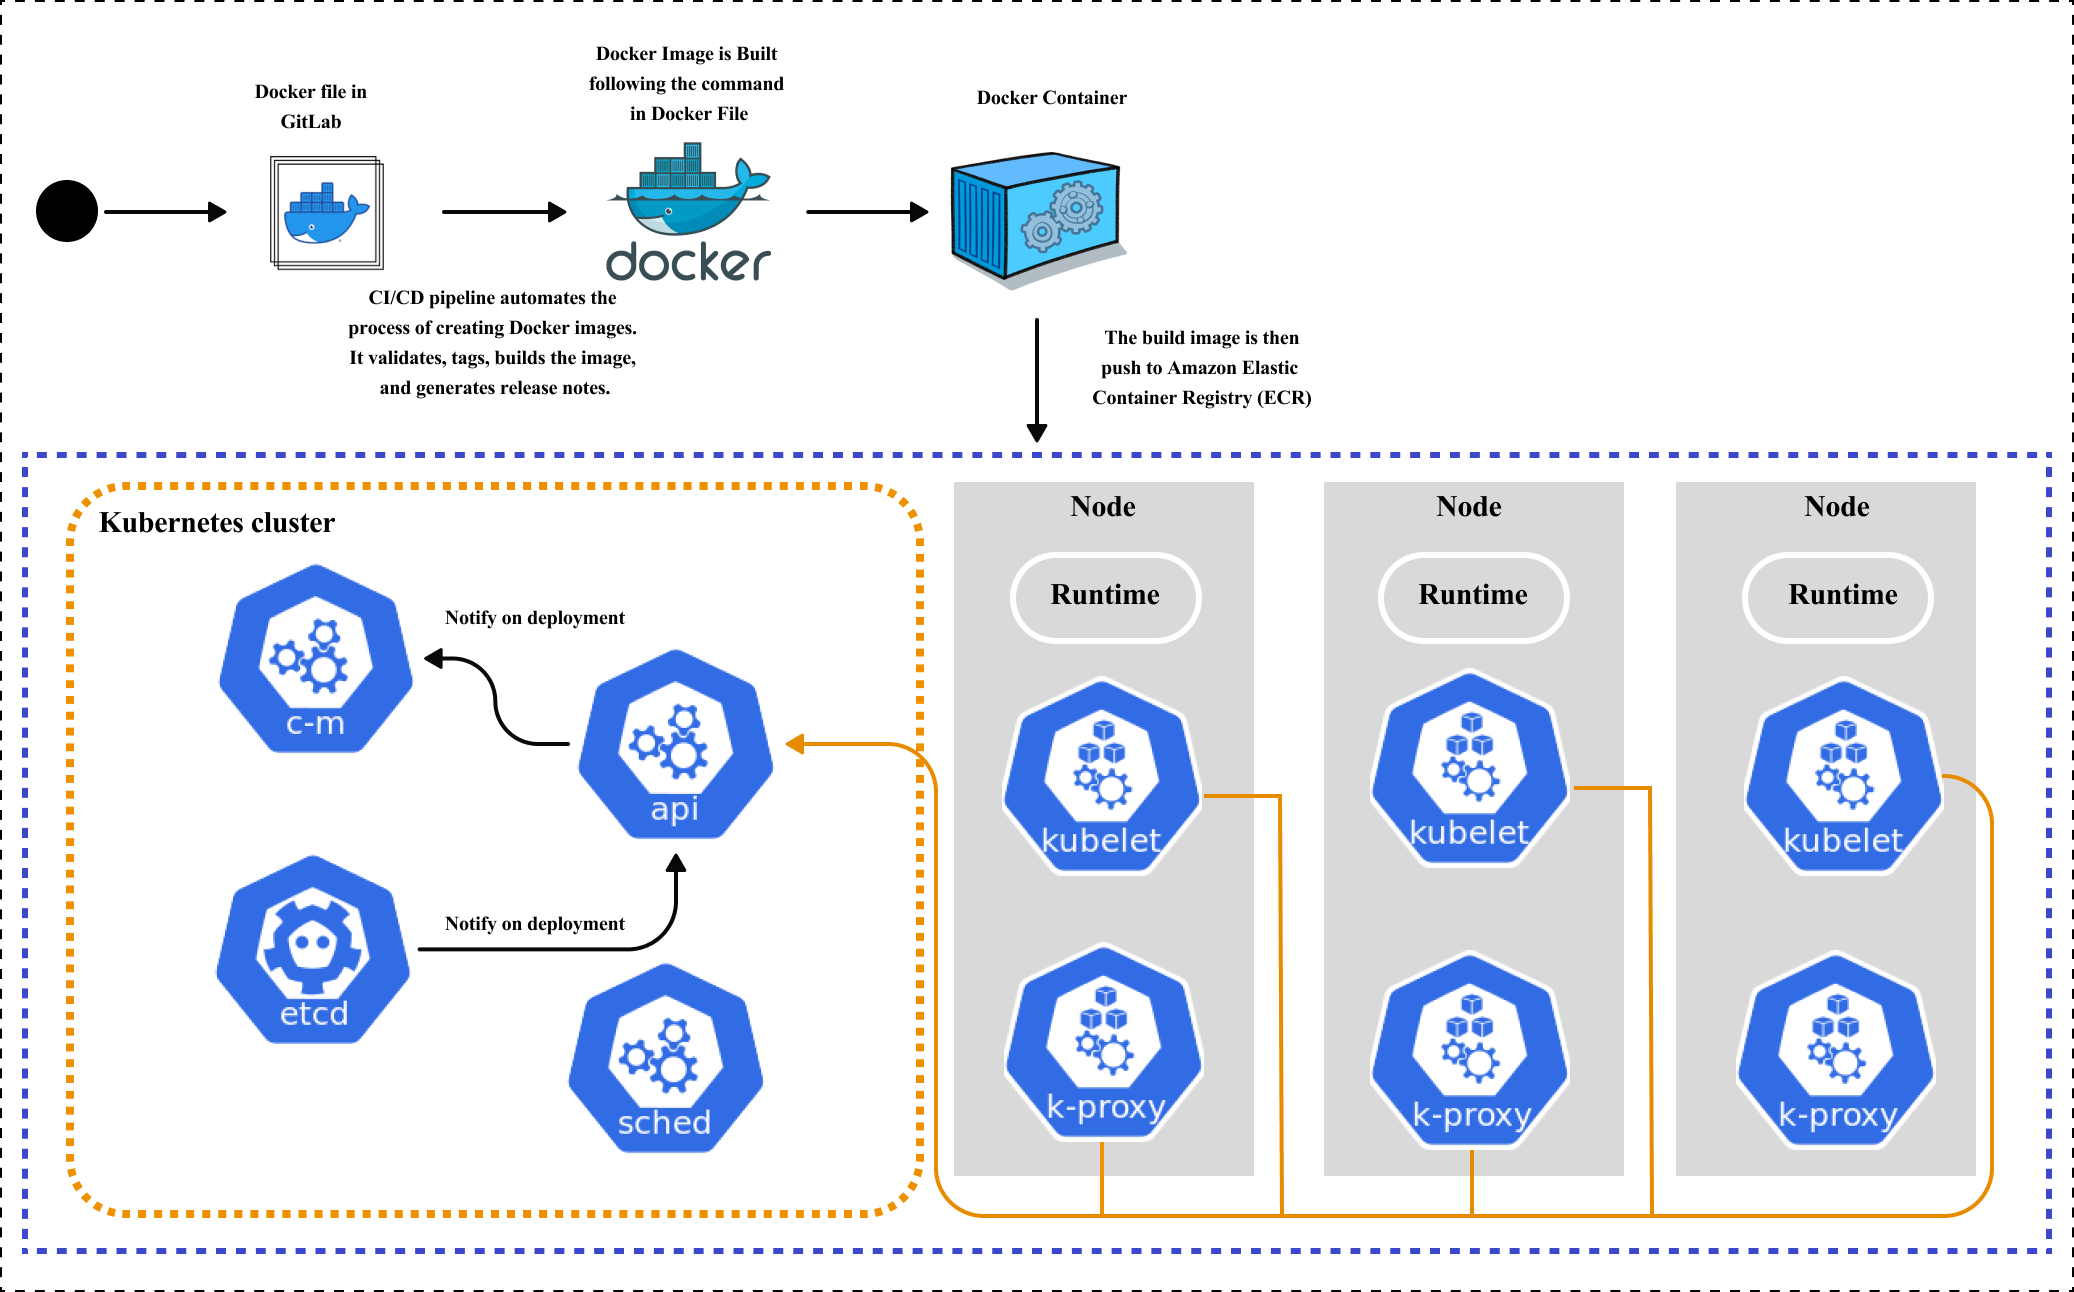 Docker file in
GitLab
Docker Image is Built
following the command
in Docker File
docker
Docker Container
CI/CD pipeline automates the
process of creating Docker images.
It validates, tags, builds the image,
and generates release notes.
The build image is then
push to Amazon Elastic
Container Registry (ECR)
Kubernetes cluster
c-m
Notify on deployment
api
etcd
Notify on deployment
sched
Node
Runtime
kubelet
k-proxy
Node
Runtime
kubelet
k-proxy
Node
Runtime
kubelet
k-proxy